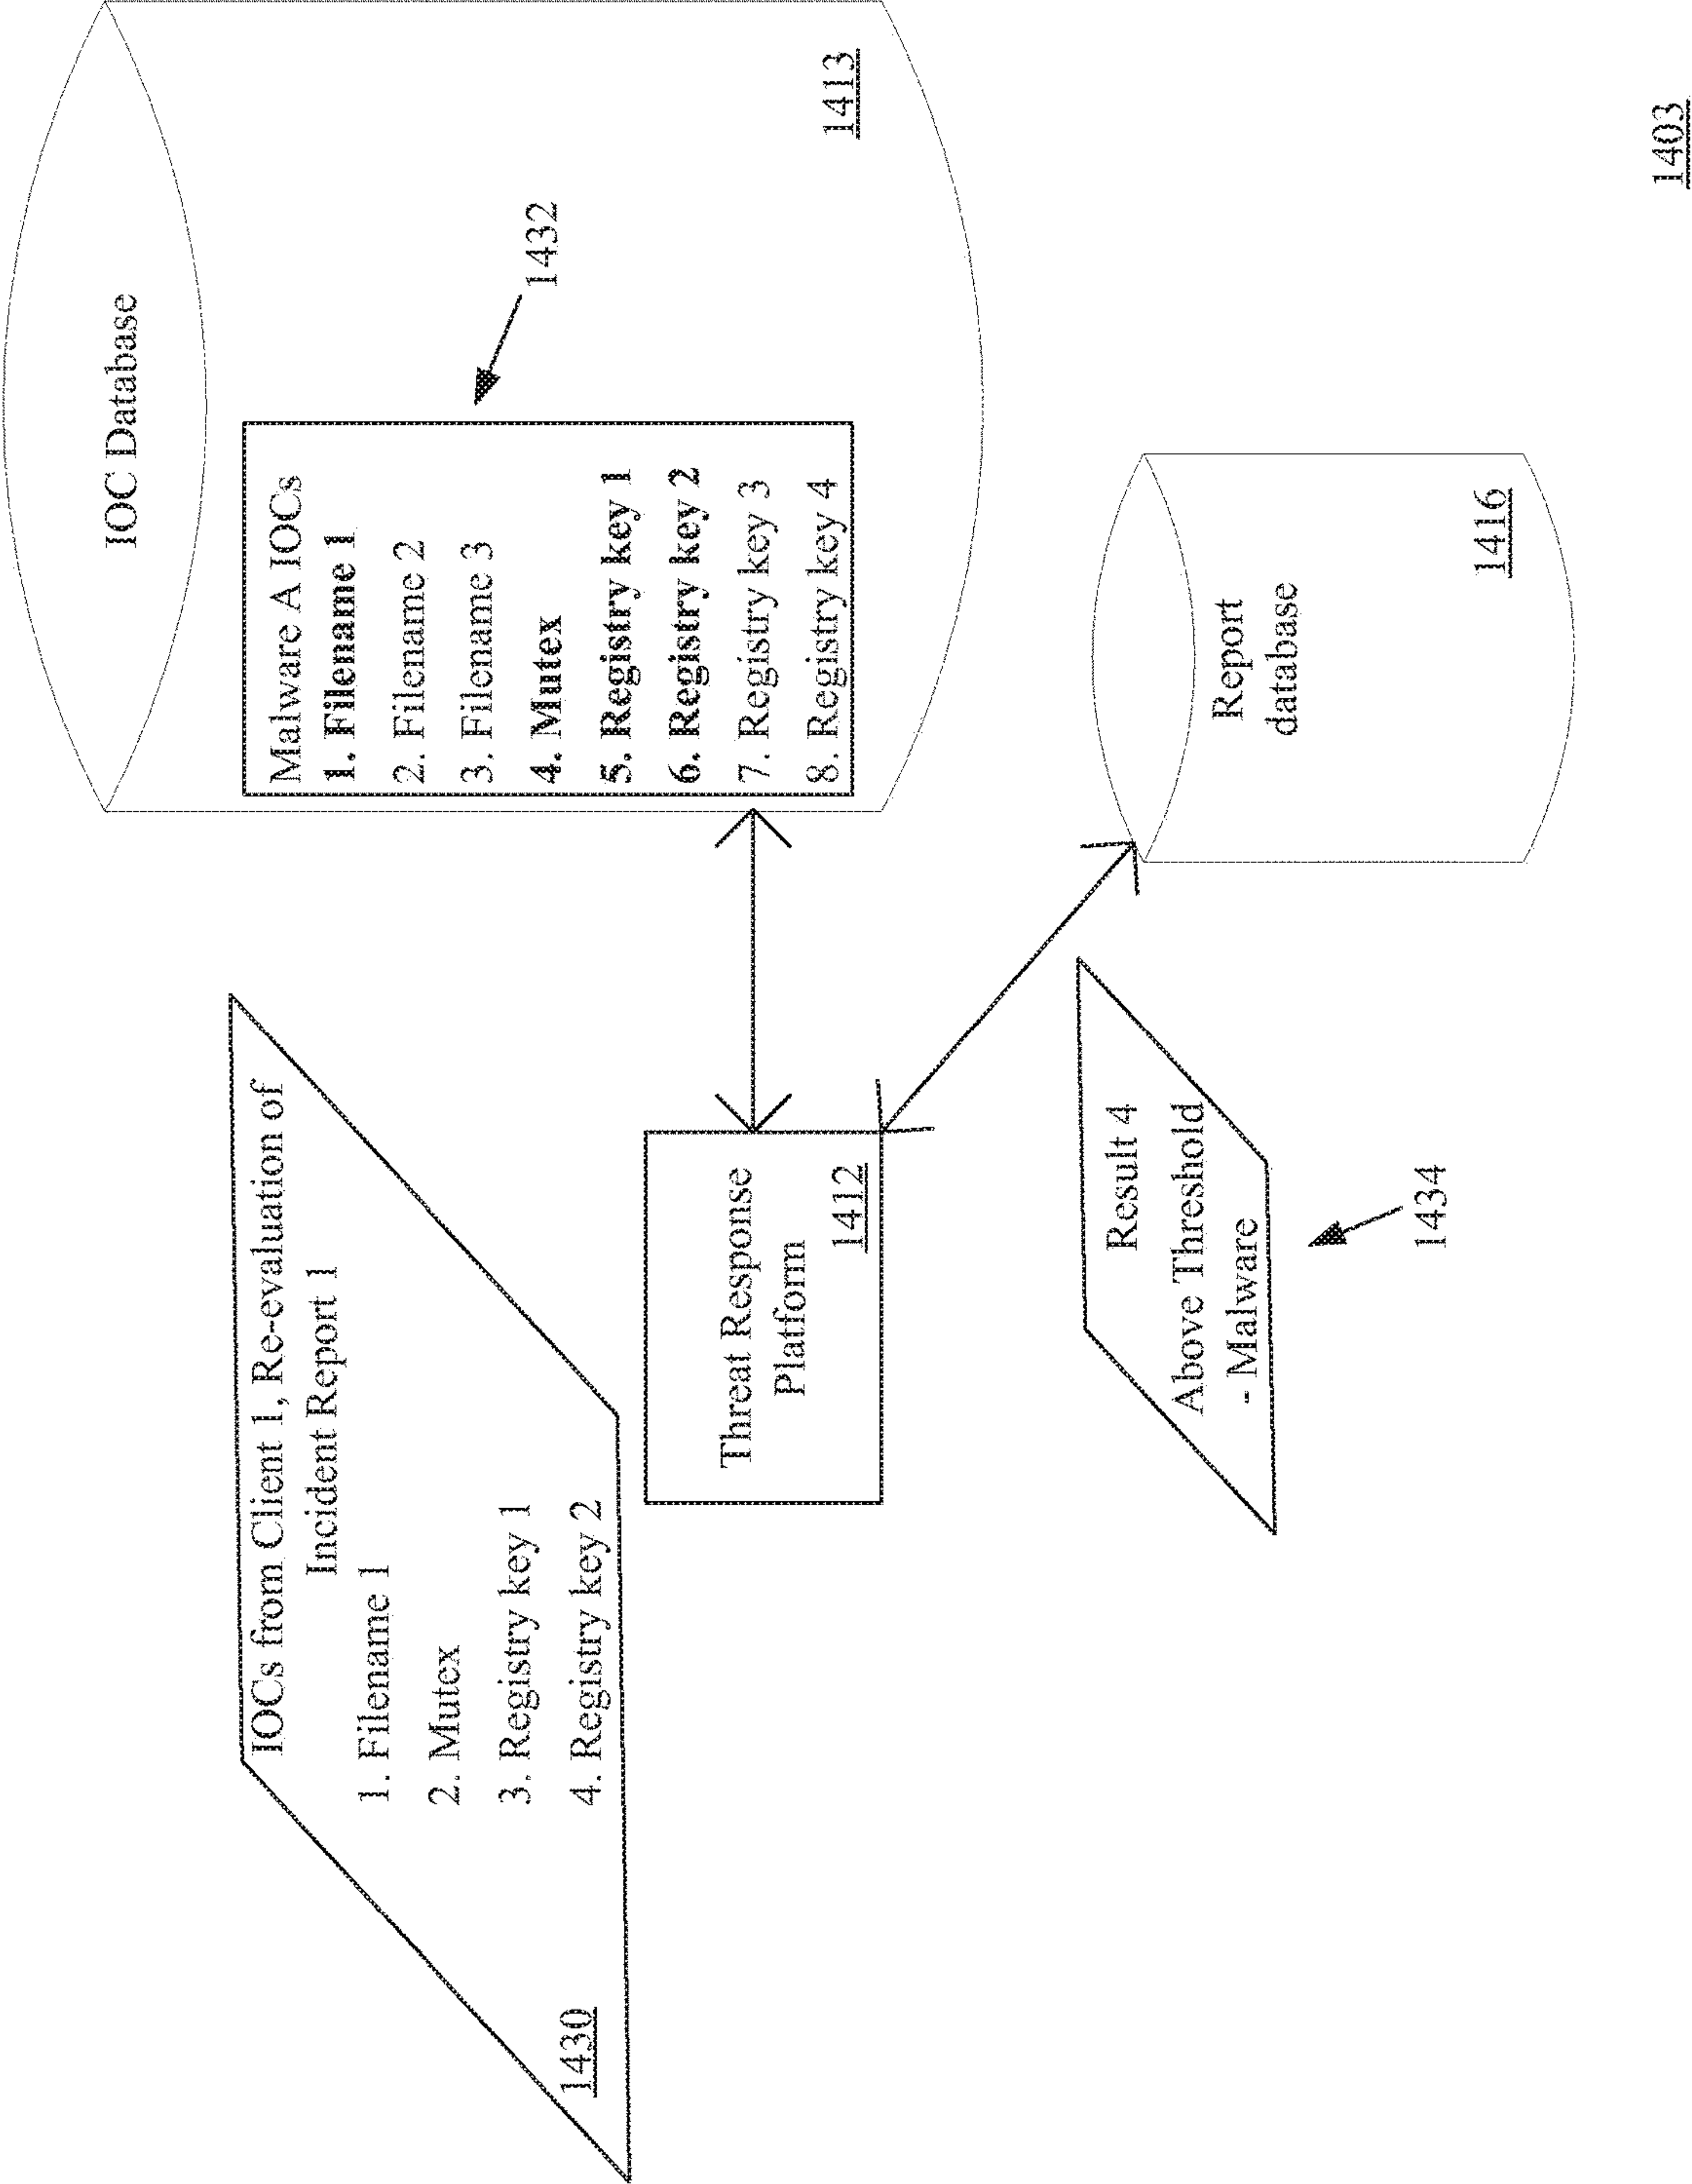 IOC Database
IOCs from Client 1, Re-evaluation of
Incident Report 1
1. Filename 1
2. Mutex
3. Registry key 1
4. Registry key 2
1430
Malware A IOCs
1. Filename 1
2. Filename 2
3. Filename 3
4. Mutex
5. Registry key 1
6. Registry key 2
7. Registry key 3
8. Registry key 4
1432
1413
Threat Response
Platform
1412
Result 4
Above Threshold
- Malware
1434
Report
database
1416
1403